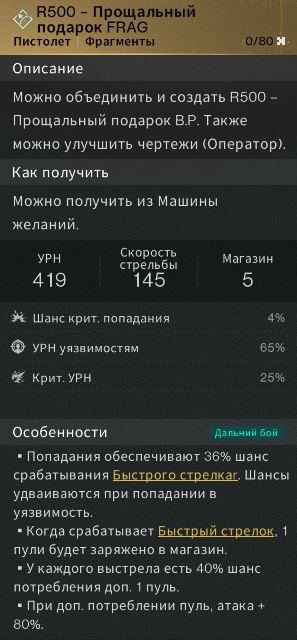 R500 – Прощальный
подарок FRAG
Пистолет | Фрагменты 0/80
Описание
Можно объединить и создать R500 –
Прощальный подарок В.Р. Также
можно улучшить чертежи (Оператор).
Как получить
Можно получить из Машины
желаний.
УРН Скорость стрельбы Магазин
419 145 5
Шанс крит. попадания 4%
УРН уязвимостям 65%
Крит. УРН 25%
Особенности Дальний бой
▪ Попадания обеспечивают 36% шанс
срабатывания Быстрого стрелкаr. Шансы
удваиваются при попадании в
уязвимость.
▪ Когда срабатывает Быстрый стрелок, 1
пули будет заряжено в магазин.
▪ У каждого выстрела есть 40% шанс
потребления доп. 1 пуль.
▪ При доп. потреблении пуль, атака +
80%.